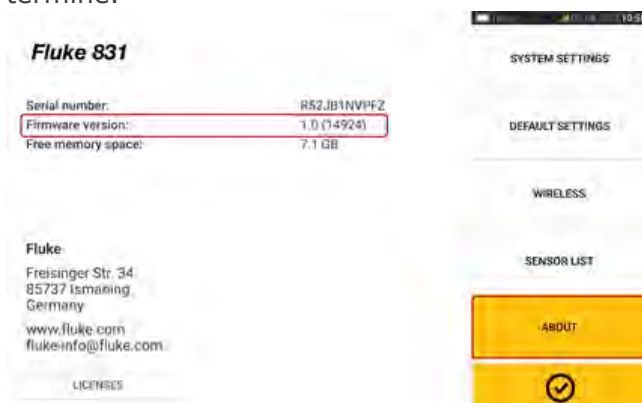 termine.
Fluke 831
Serial number:
R52JB1NVPFZ
Firmware version:
1.0 (14924)
Free memory space:
7.1 GB
Fluke
Freisinger Str. 34
85737 Ismaning
Germany
www.fluke.com
fluke-info@fluke.com
LICENSES
SYSTEM SETTINGS
DEFAULT SETTINGS
WIRELESS
SENSOR LIST
ABOUT